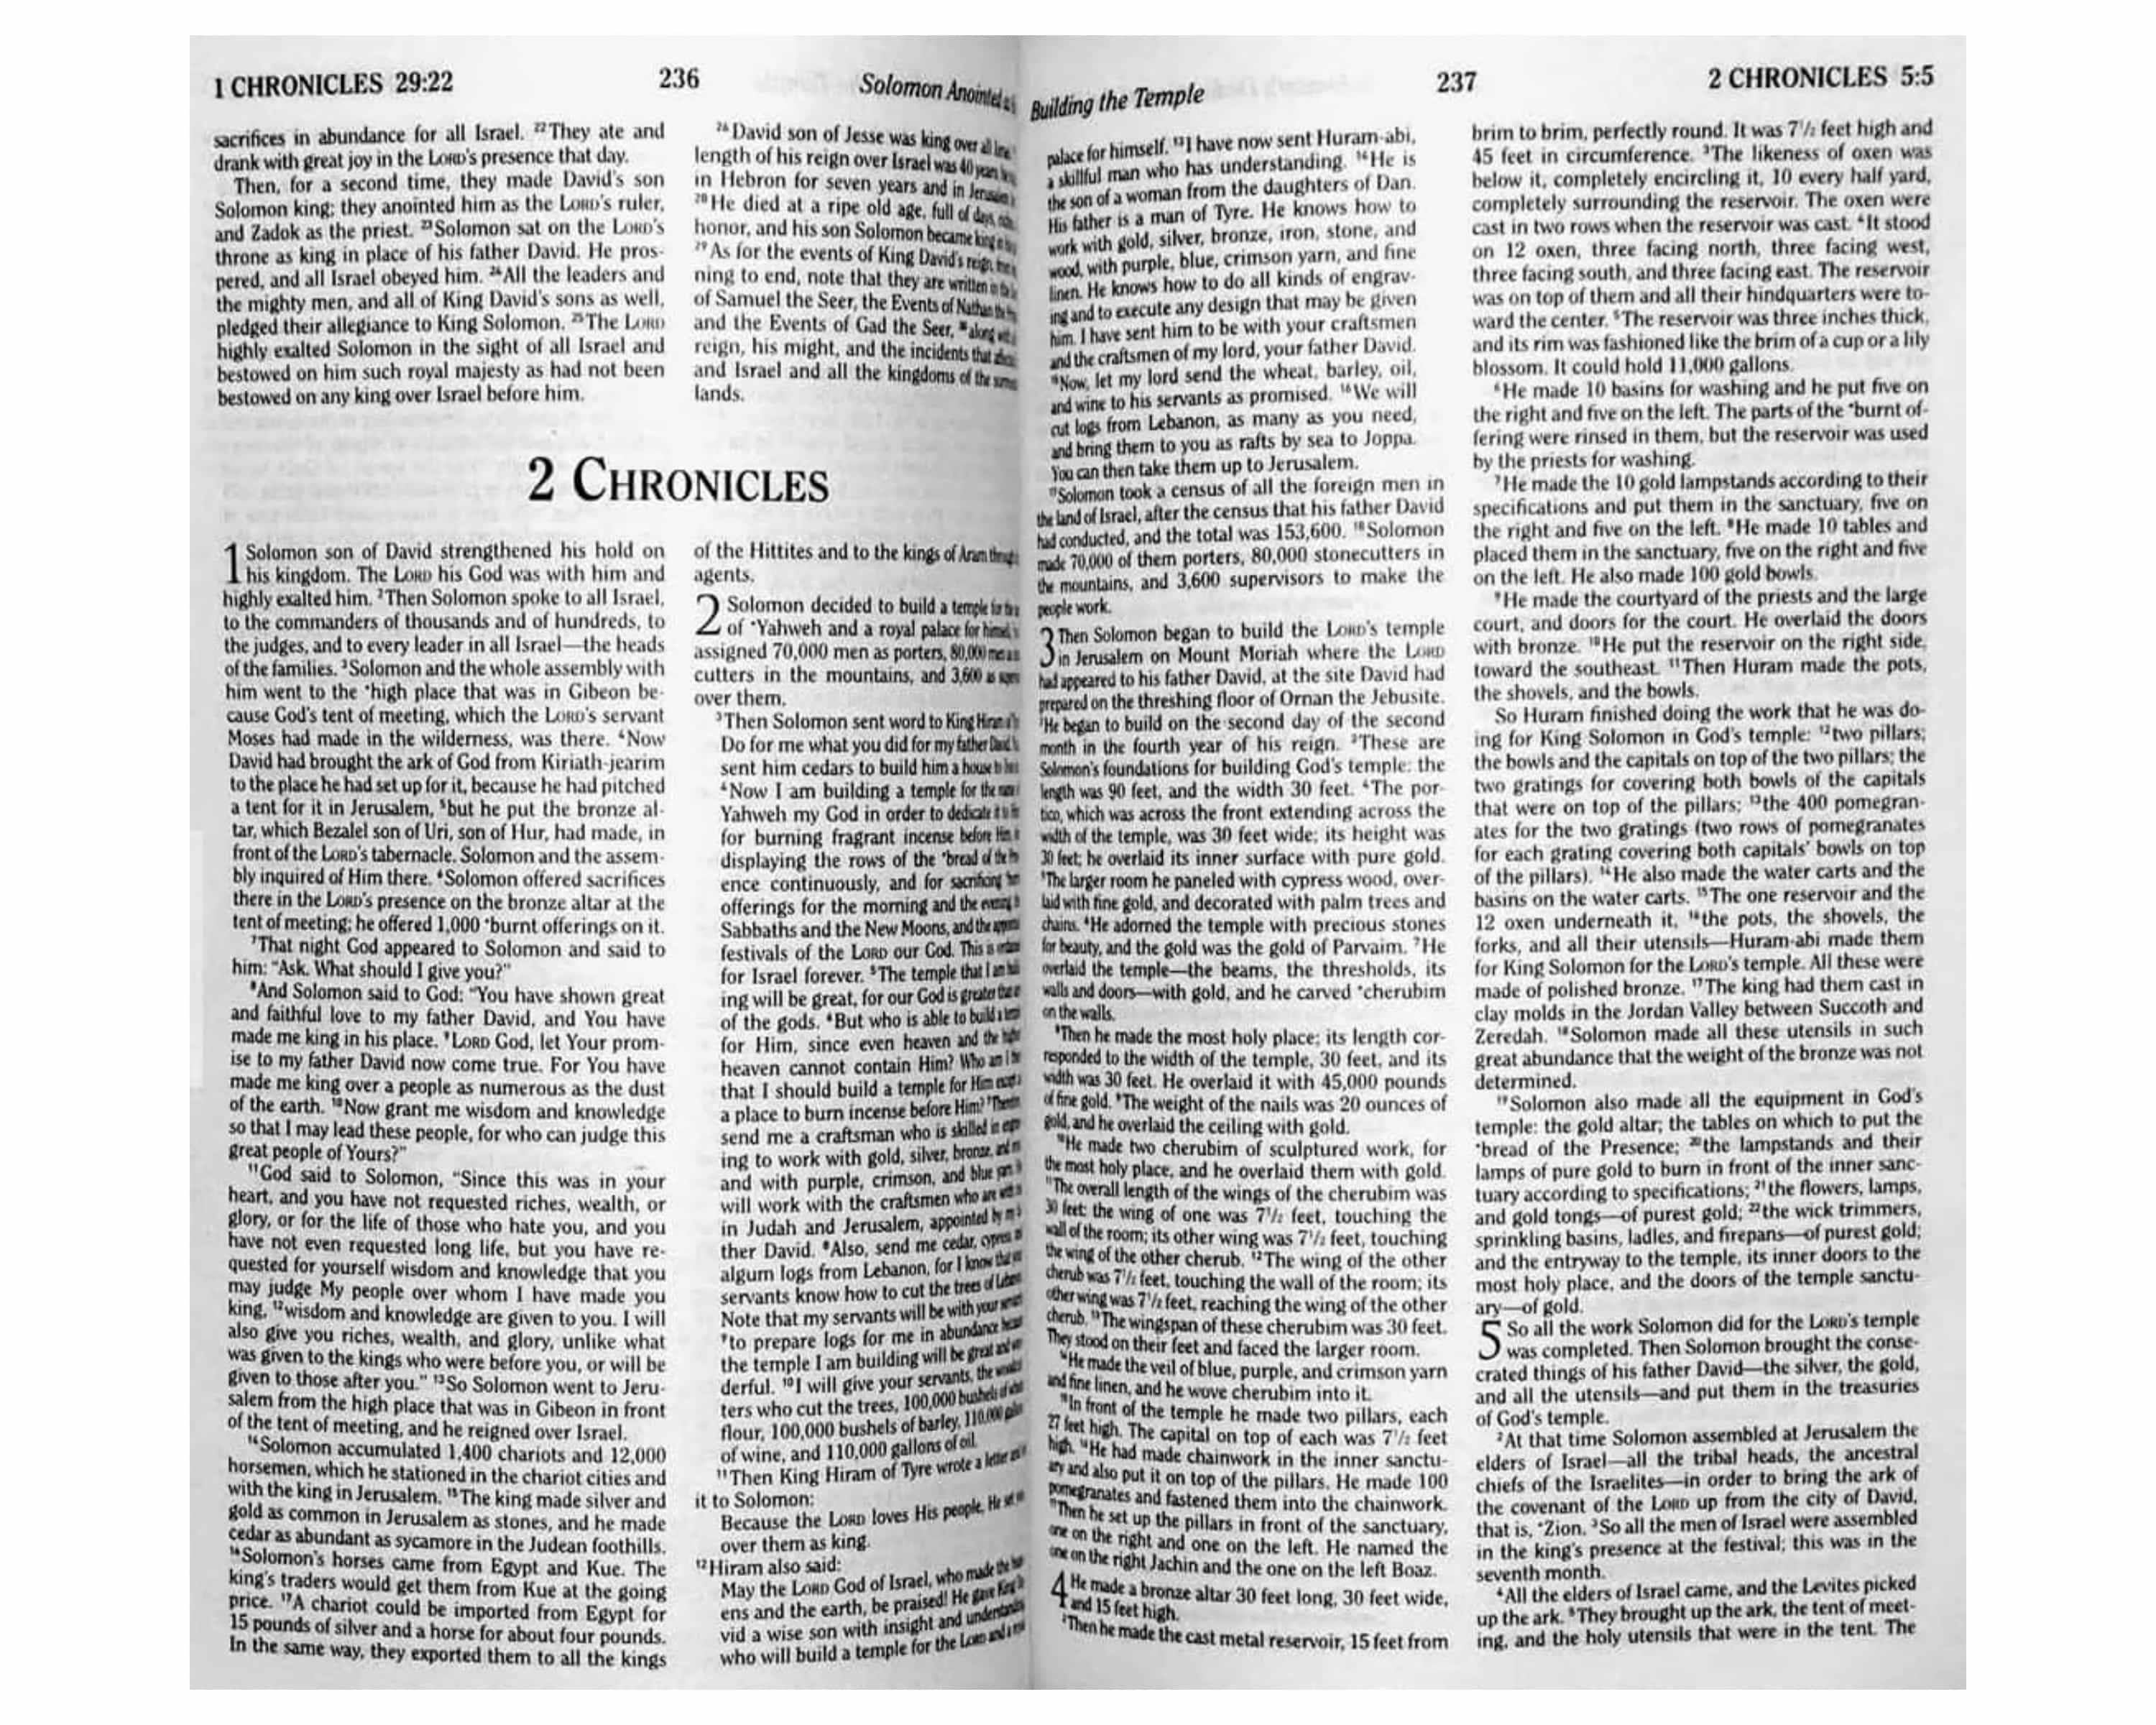 1 CHRONICLES 29:22
236
Solomon Anointed
sacrifices in abundance for all Israel. 22They ate and
drank with great joy in the LORD's presence that day.
Then, for a second time, they made David's son
Solomon king; they anointed him as the LORD's ruler,
and Zadok as the priest. 23Solomon sat on the LORD's
throne as king in place of his father David. He pros-
pered, and all Israel obeyed him. 24All the leaders and
the mighty men, and all of King David's sons as well,
pledged their allegiance to King Solomon. 25The LORD
highly exalted Solomon in the sight of all Israel and
bestowed on him such royal majesty as had not been
bestowed on any king over Israel before him.
26David son of Jesse was king over all
length of his reign over Israel was 40 years
in Hebron for seven years and in
28He died at a ripe old age, full of days,
honor, and his son Solomon became king
29As for the events of King David's reign,
ning to end, note that they are written
of Samuel the Seer, the Events of Nathan
and the Events of Gad the Seer, 30along
reign, his might, and the incidents that
and Israel and all the kingdoms of the
lands.
2 CHRONICLES
1 Solomon son of David strengthened his hold on
his kingdom. The LORD his God was with him and
highly exalted him. 2Then Solomon spoke to all Israel,
to the commanders of thousands and of hundreds, to
the judges, and to every leader in all Israel—the heads
of the families. 3Solomon and the whole assembly with
him went to the •high place that was in Gibeon be-
cause God's tent of meeting, which the LORD's servant
Moses had made in the wilderness, was there. 4Now
David had brought the ark of God from Kiriath-jearim
to the place he had set up for it, because he had pitched
a tent for it in Jerusalem, 5but he put the bronze al-
tar, which Bezalel son of Uri, son of Hur, had made, in
front of the LORD's tabernacle. Solomon and the assem-
bly inquired of Him there. 6Solomon offered sacrifices
there in the LORD's presence on the bronze altar at the
tent of meeting; he offered 1,000 •burnt offerings on it.
7That night God appeared to Solomon and said to
him: "Ask. What should I give you?"
8And Solomon said to God: "You have shown great
and faithful love to my father David, and You have
made me king in his place. 9LORD God, let Your prom-
ise to my father David now come true. For You have
made me king over a people as numerous as the dust
of the earth. 10Now grant me wisdom and knowledge
so that I may lead these people, for who can judge this
great people of Yours?"
11God said to Solomon, "Since this was in your
heart, and you have not requested riches, wealth, or
glory, or for the life of those who hate you, and you
have not even requested long life, but you have re-
quested for yourself wisdom and knowledge that you
may judge My people over whom I have made you
king, 12wisdom and knowledge are given to you. I will
also give you riches, wealth, and glory, unlike what
was given to the kings who were before you, or will be
given to those after you." 13So Solomon went to Jeru-
salem from the high place that was in Gibeon in front
of the tent of meeting, and he reigned over Israel.
14Solomon accumulated 1,400 chariots and 12,000
horsemen, which he stationed in the chariot cities and
with the king in Jerusalem. 15The king made silver and
gold as common in Jerusalem as stones, and he made
cedar as abundant as sycamore in the Judean foothills.
16Solomon's horses came from Egypt and Kue. The
king's traders would get them from Kue at the going
price. 17A chariot could be imported from Egypt for
15 pounds of silver and a horse for about four pounds.
In the same way, they exported them to all the kings
of the Hittites and to the kings of Aram through
agents.
2 Solomon decided to build a temple for the
of •Yahweh and a royal palace for himself,
assigned 70,000 men as porters, 80,000 men as
cutters in the mountains, and 3,600 as
over them.
3Then Solomon sent word to King Hiram
Do for me what you did for my father David.
sent him cedars to build him a house
4Now I am building a temple for the name
Yahweh my God in order to dedicate it
for burning fragrant incense before Him
displaying the rows of the •bread of the
ence continuously, and for sacrificing
offerings for the morning and the evening
Sabbaths and the New Moons, and the
festivals of the LORD our God. This is
for Israel forever. 5The temple that I am
ing will be great, for our God is greater than
of the gods. 6But who is able to build a
for Him, since even heaven and the
heaven cannot contain Him? Who am I
that I should build a temple for Him
a place to burn incense before Him?
send me a craftsman who is skilled in
ing to work with gold, silver, bronze, and
and with purple, crimson, and blue
will work with the craftsmen who are with
in Judah and Jerusalem, appointed by
ther David. 8Also, send me cedar, cypress
algum logs from Lebanon, for I know that
servants know how to cut the trees of
Note that my servants will be with your
9to prepare logs for me in abundance
the temple I am building will be great and
derful. 10I will give your servants, the
ters who cut the trees, 100,000 bushels of
flour, 100,000 bushels of barley, 110,000
of wine, and 110,000 gallons of oil.
11Then King Hiram of Tyre wrote a letter
it to Solomon:
Because the LORD loves His people, He set
over them as king.
12Hiram also said:
May the LORD God of Israel, who made the
ens and the earth, be praised! He gave King
vid a wise son with insight and
who will build a temple for the LORD and a
Building the Temple
237
2 CHRONICLES 5:5
palace for himself. 13I have now sent Huram-abi,
a skillful man who has understanding. 14He is
the son of a woman from the daughters of Dan.
His father is a man of Tyre. He knows how to
work with gold, silver, bronze, iron, stone, and
wood, with purple, blue, crimson yarn, and fine
linen. He knows how to do all kinds of engrav-
ing and to execute any design that may be given
him. I have sent him to be with your craftsmen
and the craftsmen of my lord, your father David.
15Now, let my lord send the wheat, barley, oil,
and wine to his servants as promised. 16We will
cut logs from Lebanon, as many as you need,
and bring them to you as rafts by sea to Joppa.
You can then take them up to Jerusalem.
17Solomon took a census of all the foreign men in
the land of Israel, after the census that his father David
had conducted, and the total was 153,600. 18Solomon
made 70,000 of them porters, 80,000 stonecutters in
the mountains, and 3,600 supervisors to make the
people work.
3 Then Solomon began to build the LORD's temple
in Jerusalem on Mount Moriah where the LORD
had appeared to his father David, at the site David had
prepared on the threshing floor of Ornan the Jebusite.
2He began to build on the second day of the second
month in the fourth year of his reign. 3These are
Solomon's foundations for building God's temple: the
length was 90 feet, and the width 30 feet. 4The por-
tico, which was across the front extending across the
width of the temple, was 30 feet wide; its height was
30 feet; he overlaid its inner surface with pure gold.
5The larger room he paneled with cypress wood, over-
laid with fine gold, and decorated with palm trees and
chains. 6He adorned the temple with precious stones
for beauty, and the gold was the gold of Parvaim. 7He
overlaid the temple—the beams, the thresholds, its
walls and doors—with gold, and he carved •cherubim
on the walls.
8Then he made the most holy place; its length cor-
responded to the width of the temple, 30 feet, and its
width was 30 feet. He overlaid it with 45,000 pounds
of fine gold. 9The weight of the nails was 20 ounces of
gold, and he overlaid the ceiling with gold.
10He made two cherubim of sculptured work, for
the most holy place, and he overlaid them with gold.
11The overall length of the wings of the cherubim was
30 feet: the wing of one was 7½ feet, touching the
wall of the room; its other wing was 7½ feet, touching
the wing of the other cherub. 12The wing of the other
cherub was 7½ feet, touching the wall of the room; its
other wing was 7½ feet, reaching the wing of the other
cherub. 13The wingspan of these cherubim was 30 feet.
They stood on their feet and faced the larger room.
14He made the veil of blue, purple, and crimson yarn
and fine linen, and he wove cherubim into it.
15In front of the temple he made two pillars, each
27 feet high. The capital on top of each was 7½ feet
high. 16He had made chainwork in the inner sanctu-
ary and also put it on top of the pillars. He made 100
pomegranates and fastened them into the chainwork.
17Then he set up the pillars in front of the sanctuary,
one on the right and one on the left. He named the
one on the right Jachin and the one on the left Boaz.
4 He made a bronze altar 30 feet long, 30 feet wide,
and 15 feet high.
2Then he made the cast metal reservoir, 15 feet from
brim to brim, perfectly round. It was 7½ feet high and
45 feet in circumference. 3The likeness of oxen was
below it, completely encircling it, 10 every half yard,
completely surrounding the reservoir. The oxen were
cast in two rows when the reservoir was cast. 4It stood
on 12 oxen, three facing north, three facing west,
three facing south, and three facing east. The reservoir
was on top of them and all their hindquarters were to-
ward the center. 5The reservoir was three inches thick,
and its rim was fashioned like the brim of a cup or a lily
blossom. It could hold 11,000 gallons.
6He made 10 basins for washing and he put five on
the right and five on the left. The parts of the •burnt of-
fering were rinsed in them, but the reservoir was used
by the priests for washing.
7He made the 10 gold lampstands according to their
specifications and put them in the sanctuary, five on
the right and five on the left. 8He made 10 tables and
placed them in the sanctuary, five on the right and five
on the left. He also made 100 gold bowls.
9He made the courtyard of the priests and the large
court, and doors for the court. He overlaid the doors
with bronze. 10He put the reservoir on the right side,
toward the southeast. 11Then Huram made the pots,
the shovels, and the bowls.
So Huram finished doing the work that he was do-
ing for King Solomon in God's temple: 12two pillars;
the bowls and the capitals on top of the two pillars; the
two gratings for covering both bowls of the capitals
that were on top of the pillars; 13the 400 pomegran-
ates for the two gratings (two rows of pomegranates
for each grating covering both capitals' bowls on top
of the pillars). 14He also made the water carts and the
basins on the water carts. 15The one reservoir and the
12 oxen underneath it, 16the pots, the shovels, the
forks, and all their utensils—Huram-abi made them
for King Solomon for the LORD's temple. All these were
made of polished bronze. 17The king had them cast in
clay molds in the Jordan Valley between Succoth and
Zeredah. 18Solomon made all these utensils in such
great abundance that the weight of the bronze was not
determined.
19Solomon also made all the equipment in God's
temple: the gold altar; the tables on which to put the
•bread of the Presence; 20the lampstands and their
lamps of pure gold to burn in front of the inner sanc-
tuary according to specifications; 21the flowers, lamps,
and gold tongs—of purest gold; 22the wick trimmers,
sprinkling basins, ladles, and firepans—of purest gold;
and the entryway to the temple, its inner doors to the
most holy place, and the doors of the temple sanctu-
ary—of gold.
5 So all the work Solomon did for the LORD's temple
was completed. Then Solomon brought the conse-
crated things of his father David—the silver, the gold,
and all the utensils—and put them in the treasuries
of God's temple.
2At that time Solomon assembled at Jerusalem the
elders of Israel—all the tribal heads, the ancestral
chiefs of the Israelites—in order to bring the ark of
the covenant of the LORD up from the city of David,
that is, •Zion. 3So all the men of Israel were assembled
in the king's presence at the festival; this was in the
seventh month.
4All the elders of Israel came, and the Levites picked
up the ark. 5They brought up the ark, the tent of meet-
ing, and the holy utensils that were in the tent. The